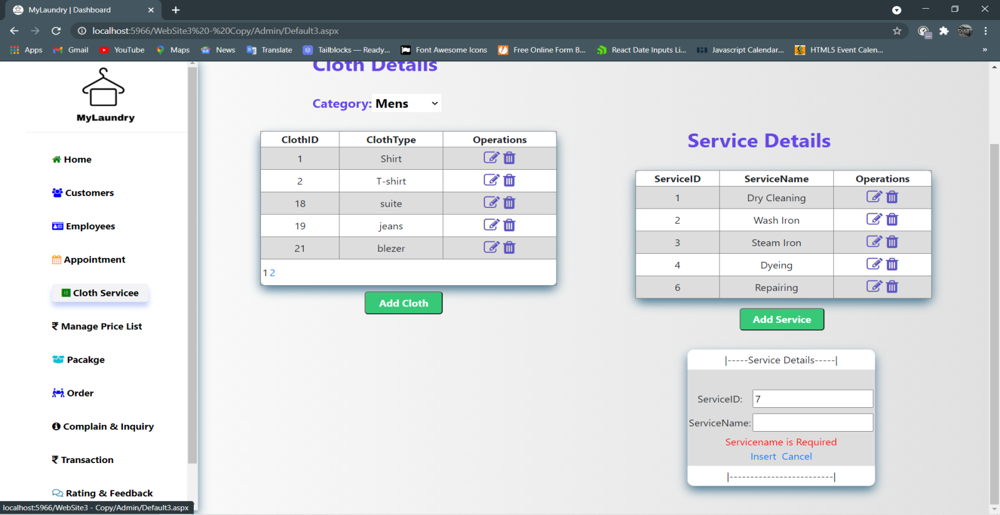 MyLaundry | Dashboard
localhost:5966/WebSite3%20-%20Copy/Admin/Default3.aspx
Apps Gmail YouTube Maps News Translate Tailblocks — Ready... Font Awesome Icons Free Online Form B... React Date Inputs Li... Javascript Calendar... HTML5 Event Calen... »
MyLaundry
Home
Customers
Employees
Appointment
Cloth Servicee
₹ Manage Price List
Pacakge
Order
Complain & Inquiry
₹ Transaction
Rating & Feedback
localhost:5966/WebSite3 - Copy/Admin/Default3.aspx
Cloth Details
Category: Mens
ClothID ClothType Operations
1 Shirt
2 T-shirt
18 suite
19 jeans
21 blezer
1 2
Add Cloth
Service Details
ServiceID ServiceName Operations
1 Dry Cleaning
2 Wash Iron
3 Steam Iron
4 Dyeing
6 Repairing
Add Service
|-----Service Details-----|
ServiceID: 7
ServiceName:
Servicename is Required
Insert Cancel
|-------------------------|